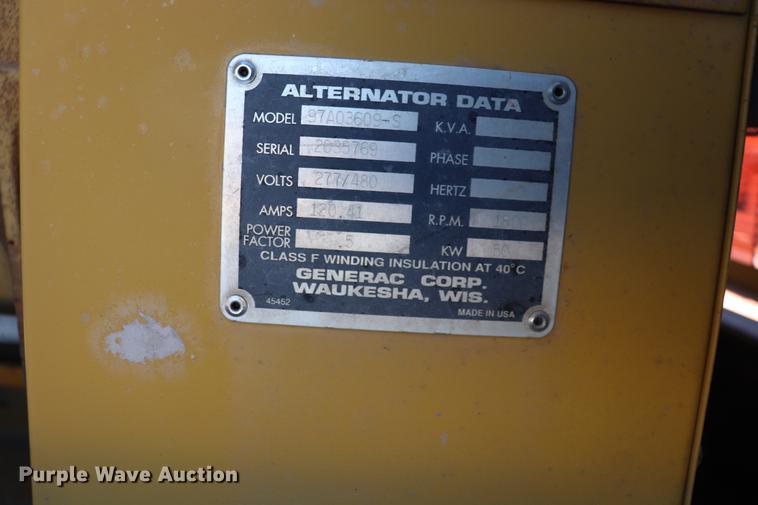 ALTERNATOR DATA
MODEL 97A03609-S
SERIAL 2035769
VOLTS 277/480
AMPS 120.41
POWER FACTOR
K.V.A.
PHASE
HERTZ
R.P.M. 1800
KW
CLASS F WINDING INSULATION AT 40°C
GENERAC CORP.
WAUKESHA, WIS.
45452
MADE IN USA
Purple Wave Auction